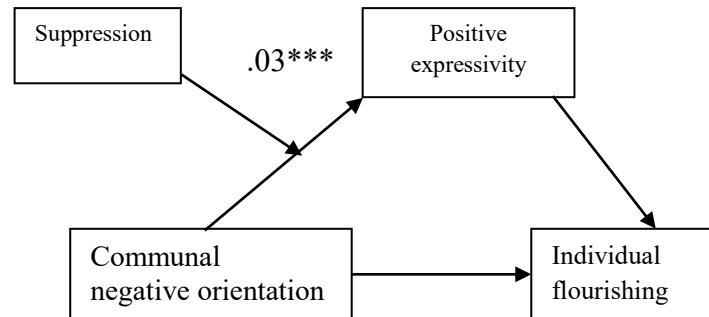 Suppression
.03***
Positive
expressivity
Communal
negative orientation
Individual
flourishing